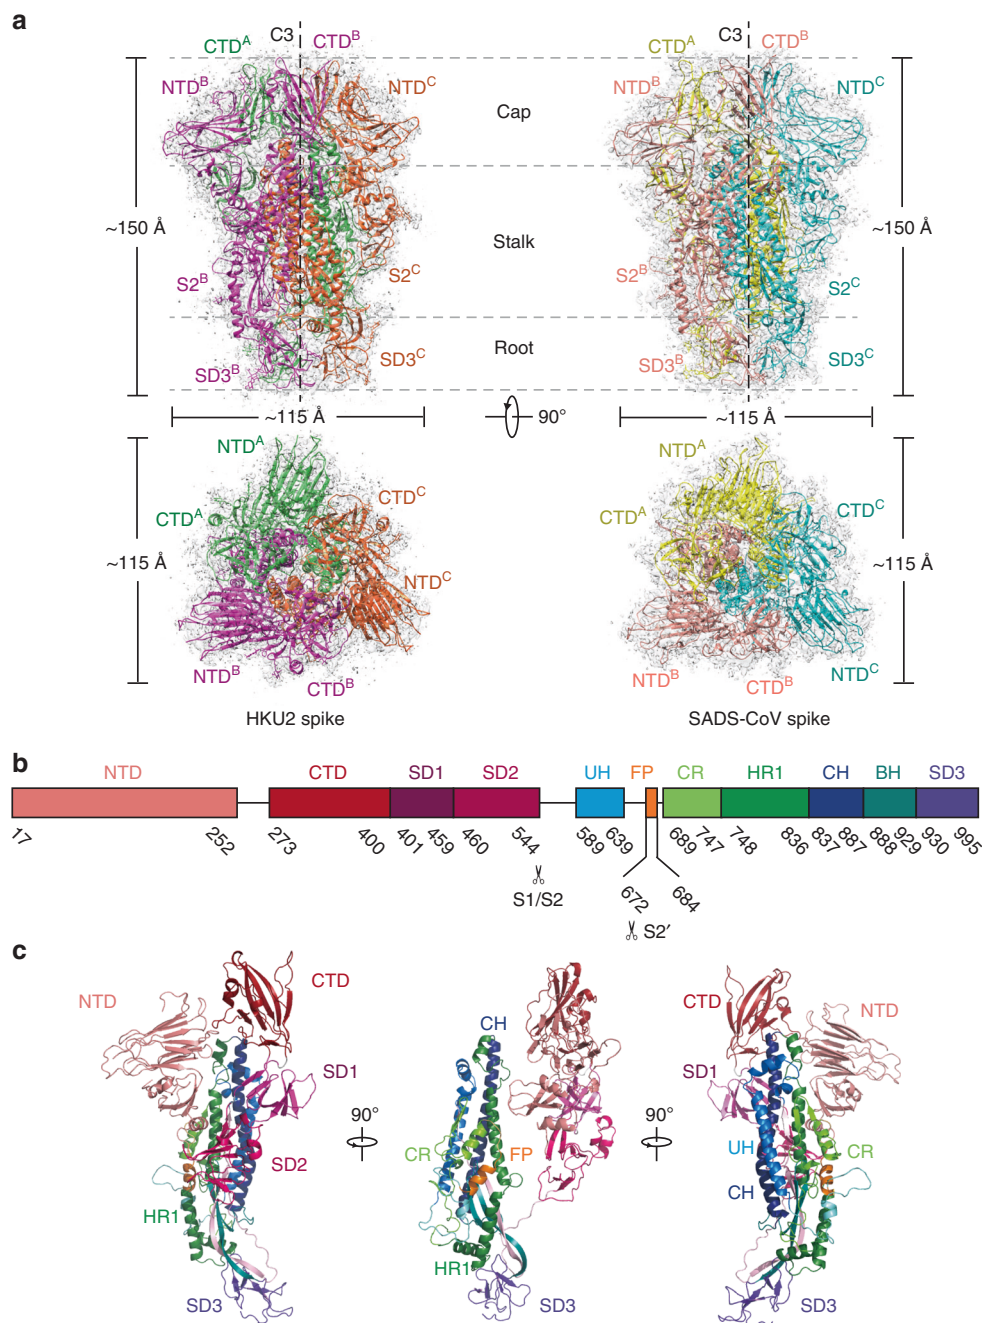 a
C3
CTDᴬ
CTDᴮ
NTDᴮ
NTDᶜ
~150 Å
S2ᴮ
S2ᶜ
SD3ᴮ
SD3ᶜ
~115 Å
Cap
Stalk
Root
90°
C3
CTDᴬ
CTDᴮ
NTDᴮ
NTDᶜ
~150 Å
S2ᴮ
S2ᶜ
SD3ᴮ
SD3ᶜ
~115 Å
NTDᴬ
CTDᴬ
CTDᶜ
~115 Å
NTDᶜ
NTDᴮ
CTDᴮ
HKU2 spike
NTDᴬ
CTDᴬ
CTDᶜ
~115 Å
NTDᴮ
CTDᴮ
NTDᶜ
SADS-CoV spike
b
NTD CTD SD1 SD2 UH FP CR HR1 CH BH SD3
17 252 273 400 401 459 460 544 589 639 689 747 748 836 837 887 888 929 930 995
672 684
S1/S2
S2′
c
NTD
CTD
SD1
SD2
HR1
SD3
90°
CH
CR
FP
HR1
SD3
90°
CTD
NTD
SD1
UH
CR
CH
HR1
SD3